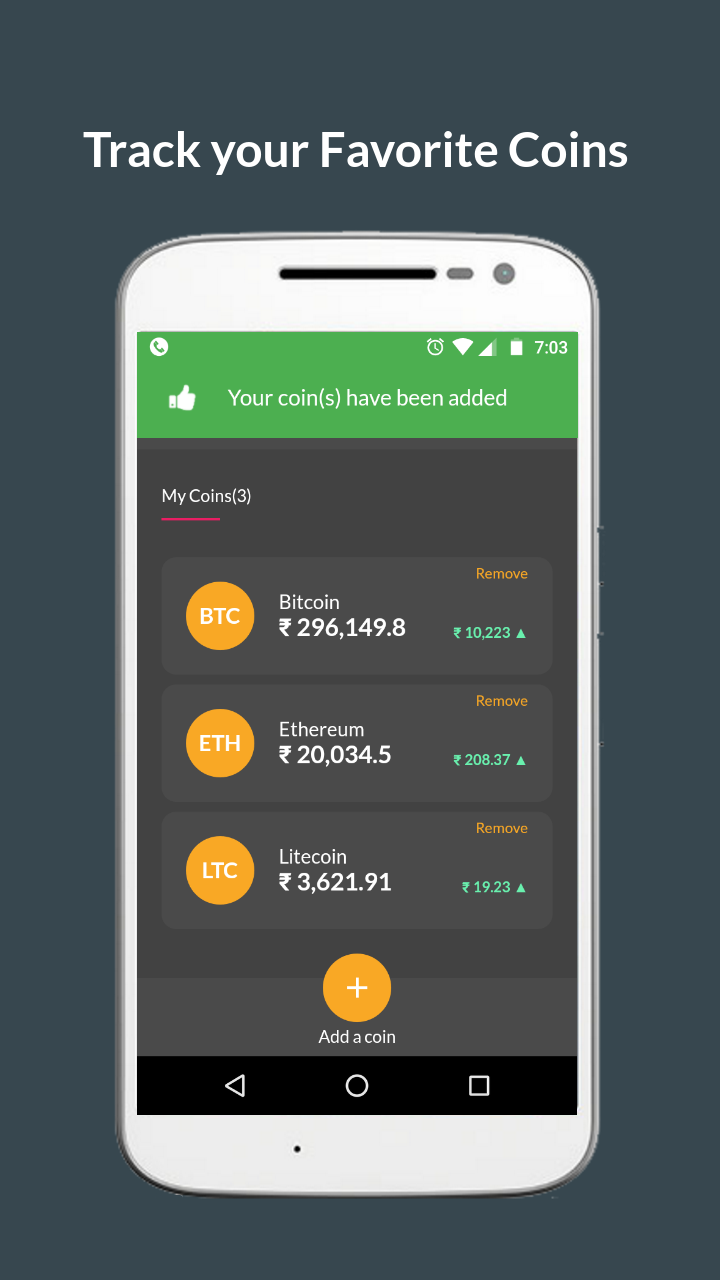 Track your Favorite Coins
7:03
Your coin(s) have been added
My Coins(3)
Remove
BTC
Bitcoin
₹ 296,149.8
₹ 10,223 ▲
Remove
ETH
Ethereum
₹ 20,034.5
₹ 208.37 ▲
Remove
LTC
Litecoin
₹ 3,621.91
₹ 19.23 ▲
+
Add a coin